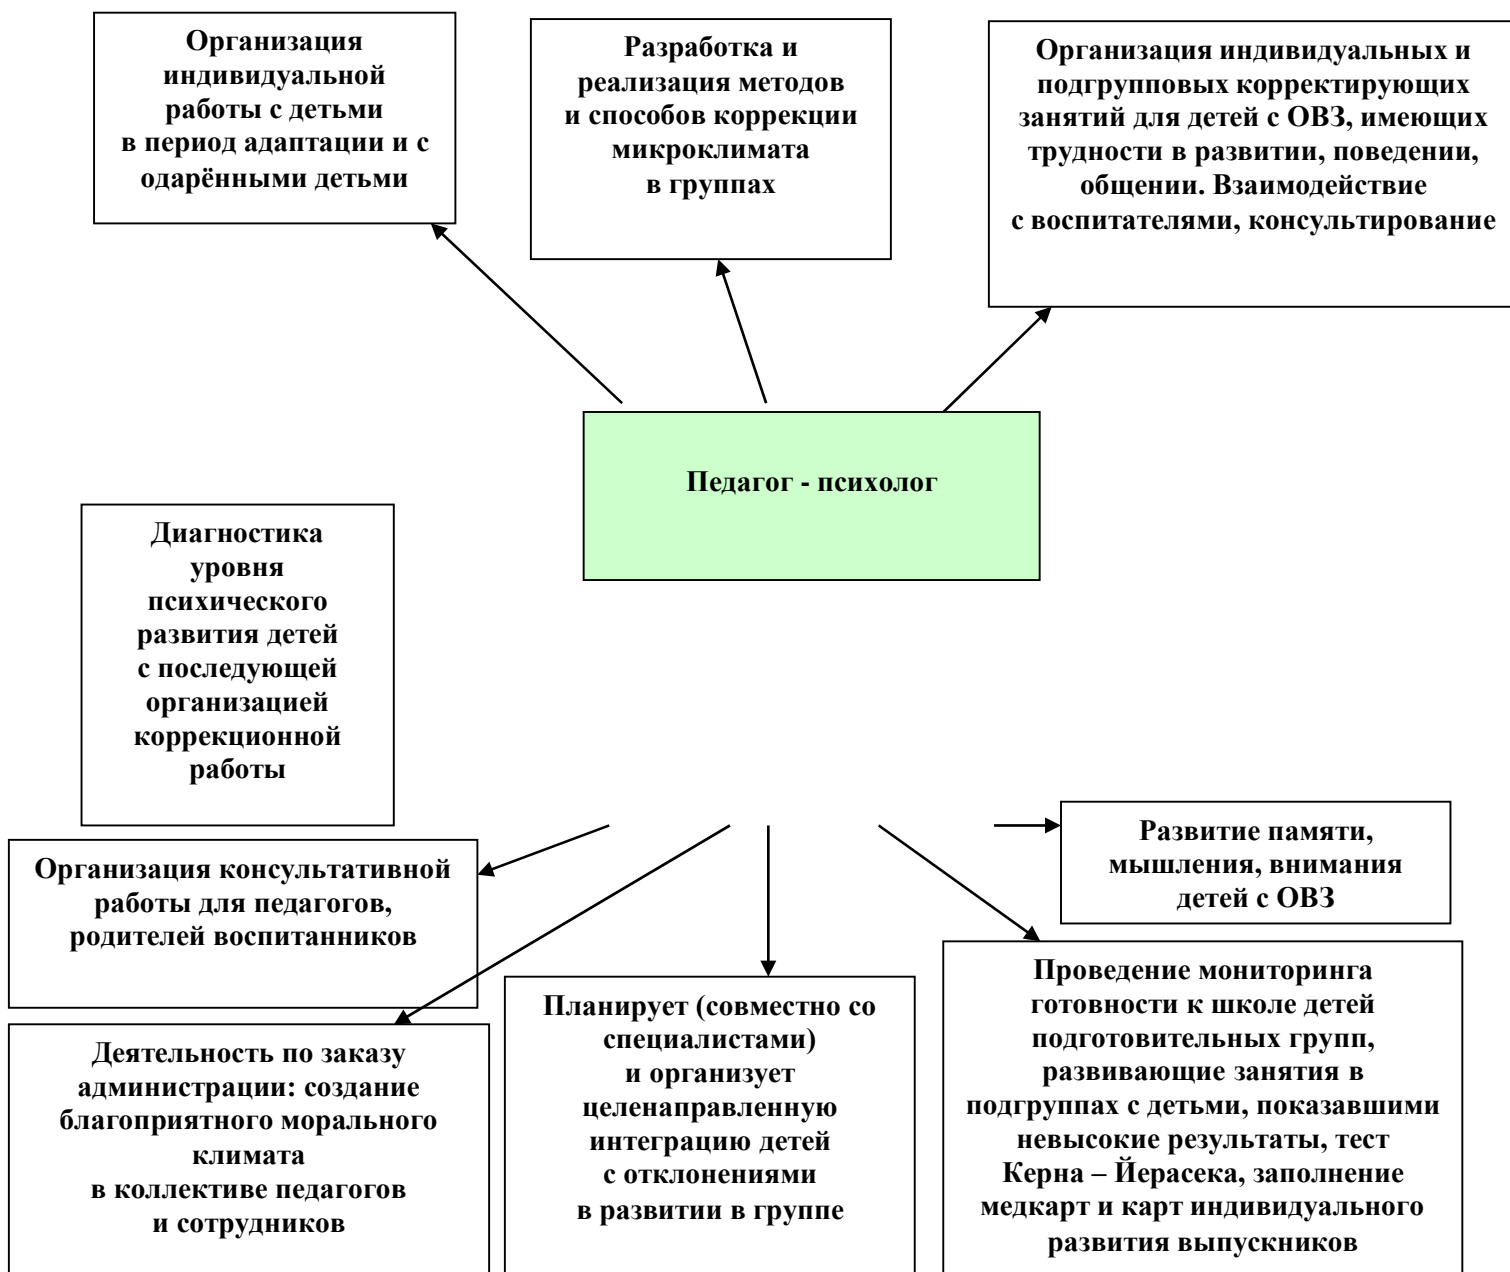 Организация
индивидуальной
работы с детьми
в период адаптации и с
одарёнными детьми
Разработка и
реализация методов
и способов коррекции
микроклимата
в группах
Организация индивидуальных и
подгрупповых корректирующих
занятий для детей с ОВЗ, имеющих
трудности в развитии, поведении,
общении. Взаимодействие
с воспитателями, консультирование
Педагог - психолог
Диагностика
уровня
психического
развития детей
с последующей
организацией
коррекционной
работы
Развитие памяти,
мышления, внимания
детей с ОВЗ
Организация консультативной
работы для педагогов,
родителей воспитанников
Деятельность по заказу
администрации: создание
благоприятного морального
климата
в коллективе педагогов
и сотрудников
Планирует (совместно со
специалистами)
и организует
целенаправленную
интеграцию детей
с отклонениями
в развитии в группе
Проведение мониторинга
готовности к школе детей
подготовительных групп,
развивающие занятия в
подгруппах с детьми, показавшими
невысокие результаты, тест
Керна – Йерасека, заполнение
медкарт и карт индивидуального
развития выпускников